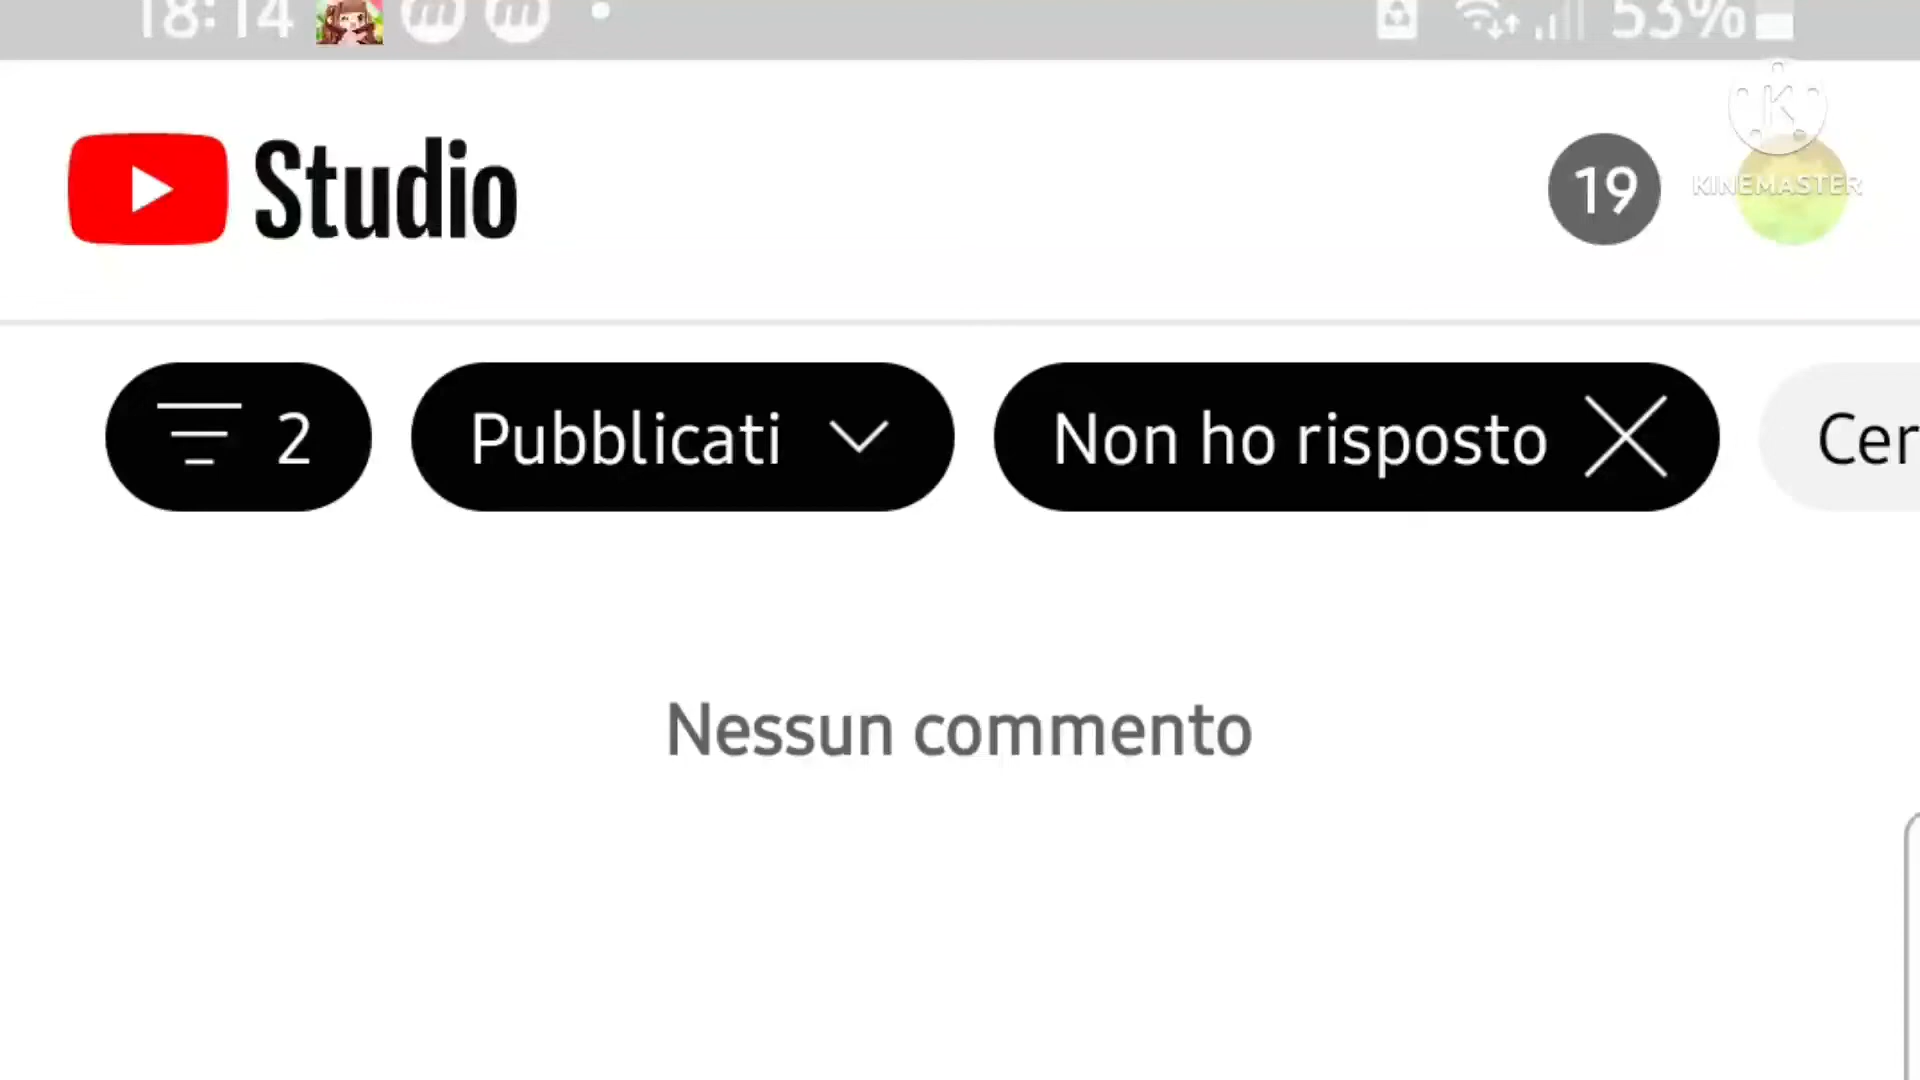 18:14 53%
Studio 19
KINEMASTER
2 Pubblicati Non ho risposto Cer
Nessun commento